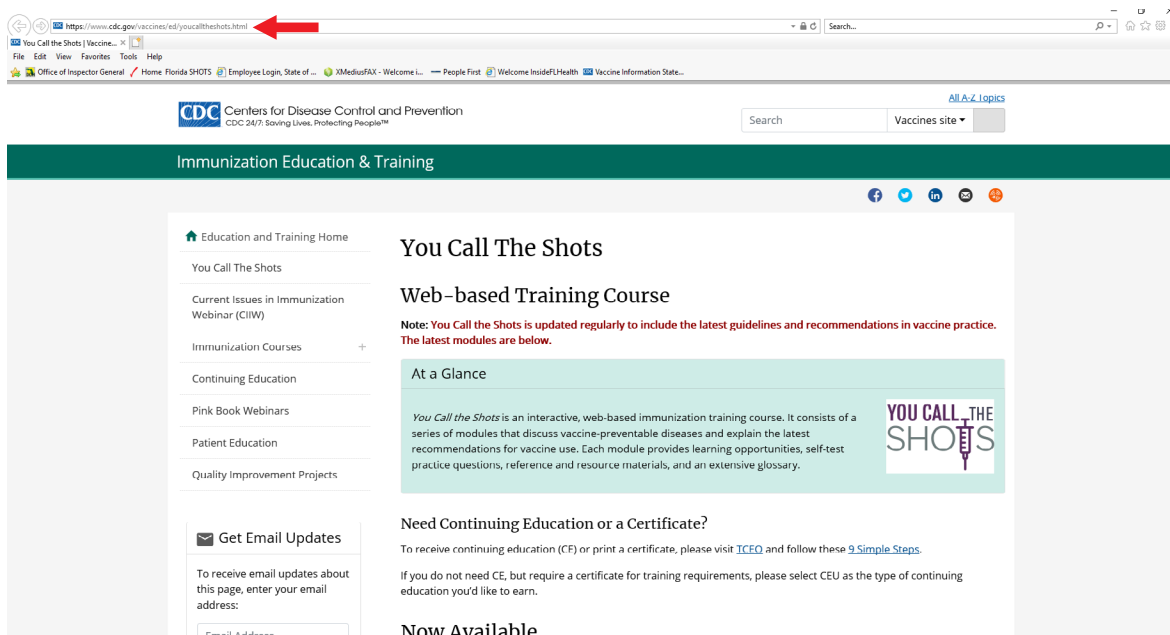 https://www.cdc.gov/vaccines/ed/youcalltheshots.html
Search...
You Call the Shots | Vaccine...
File Edit View Favorites Tools Help
Office of Inspector General Home Florida SHOTS Employee Login, State of ... XMediusFAX - Welcome i... People First Welcome InsideFLHealth Vaccine Information State...
All A-Z Topics
CDC Centers for Disease Control and Prevention
CDC 24/7: Saving Lives. Protecting People™
Search
Vaccines site
Immunization Education & Training
Education and Training Home
You Call The Shots
Current Issues in Immunization
Webinar (CIIW)
Immunization Courses +
Continuing Education
Pink Book Webinars
Patient Education
Quality Improvement Projects
Get Email Updates
To receive email updates about
this page, enter your email
address:
Email Address
You Call The Shots
Web-based Training Course
Note: You Call the Shots is updated regularly to include the latest guidelines and recommendations in vaccine practice.
The latest modules are below.
At a Glance
You Call the Shots is an interactive, web-based immunization training course. It consists of a
series of modules that discuss vaccine-preventable diseases and explain the latest
recommendations for vaccine use. Each module provides learning opportunities, self-test
practice questions, reference and resource materials, and an extensive glossary.
YOU CALL THE
SHOTS
Need Continuing Education or a Certificate?
To receive continuing education (CE) or print a certificate, please visit TCEO and follow these 9 Simple Steps.
If you do not need CE, but require a certificate for training requirements, please select CEU as the type of continuing
education you'd like to earn.
Now Available